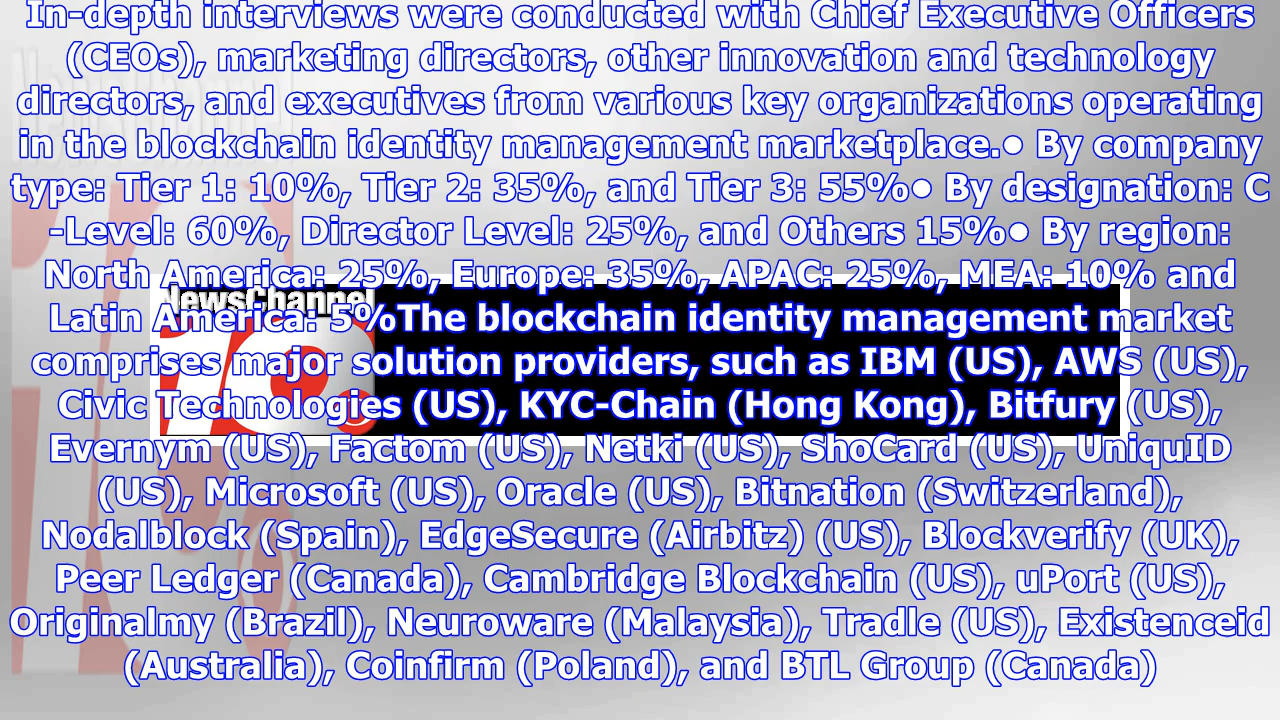 In-depth interviews were conducted with Chief Executive Officers
(CEOs), marketing directors, other innovation and technology
directors, and executives from various key organizations operating
in the blockchain identity management marketplace.● By company
type: Tier 1: 10%, Tier 2: 35%, and Tier 3: 55%● By designation: C
-Level: 60%, Director Level: 25%, and Others 15%● By region:
North America: 25%, Europe: 35%, APAC: 25%, MEA: 10% and
NewsChannel
Latin America: 5%The blockchain identity management market
comprises major solution providers, such as IBM (US), AWS (US),
10
Civic Technologies (US), KYC-Chain (Hong Kong), Bitfury (US),
Evernym (US), Factom (US), Netki (US), ShoCard (US), UniquID
(US), Microsoft (US), Oracle (US), Bitnation (Switzerland),
Nodalblock (Spain), EdgeSecure (Airbitz) (US), Blockverify (UK),
Peer Ledger (Canada), Cambridge Blockchain (US), uPort (US),
Originalmy (Brazil), Neuroware (Malaysia), Tradle (US), Existenceid
(Australia), Coinfirm (Poland), and BTL Group (Canada)